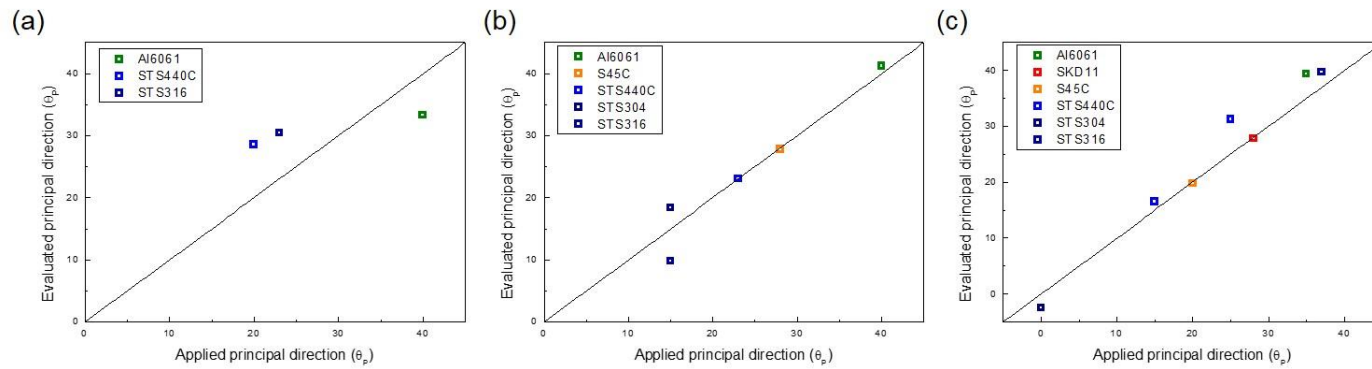 (a)
Al6061
STS440C
STS316
Evaluated principal direction (θp)
40
30
20
10
0
0 10 20 30 40
Applied principal direction (θp)
(b)
Al6061
S45C
STS440C
STS304
STS316
Evaluated principal direction (θp)
40
30
20
10
0
0 10 20 30 40
Applied principal direction (θp)
(c)
Al6061
SKD11
S45C
STS440C
STS304
STS316
Evaluated principal direction (θp)
40
30
20
10
0
0 10 20 30 40
Applied principal direction (θp)